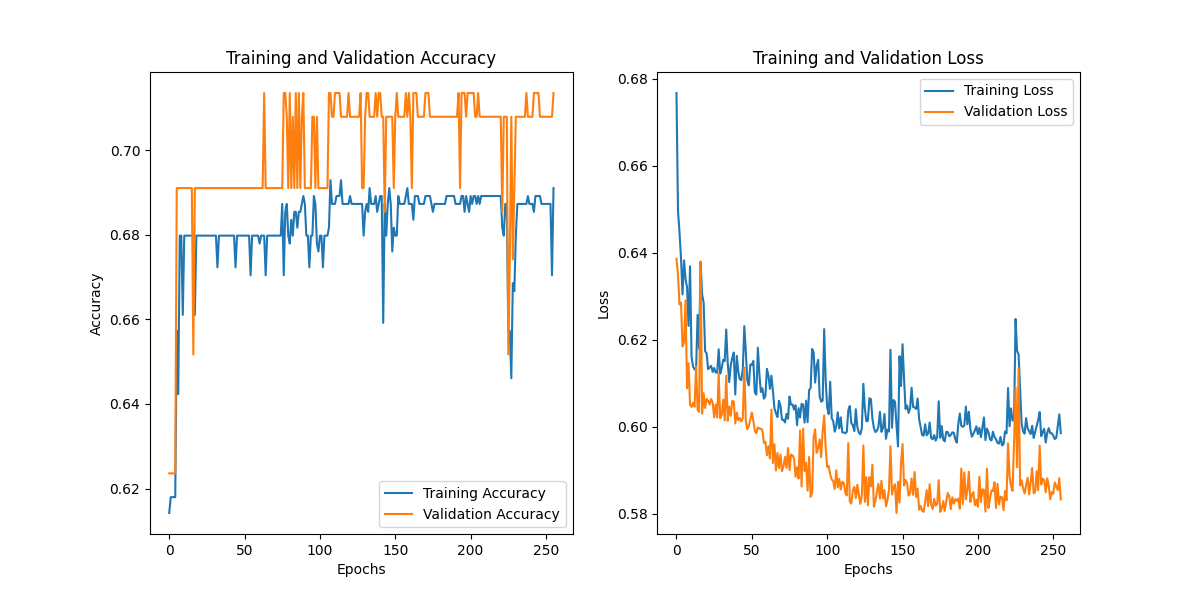 Training and Validation Accuracy
Accuracy
0.70
0.68
0.66
0.64
0.62
0
50
100
150
200
250
Epochs
Training Accuracy
Validation Accuracy
Training and Validation Loss
Loss
0.68
0.66
0.64
0.62
0.60
0.58
0
50
100
150
200
250
Epochs
Training Loss
Validation Loss